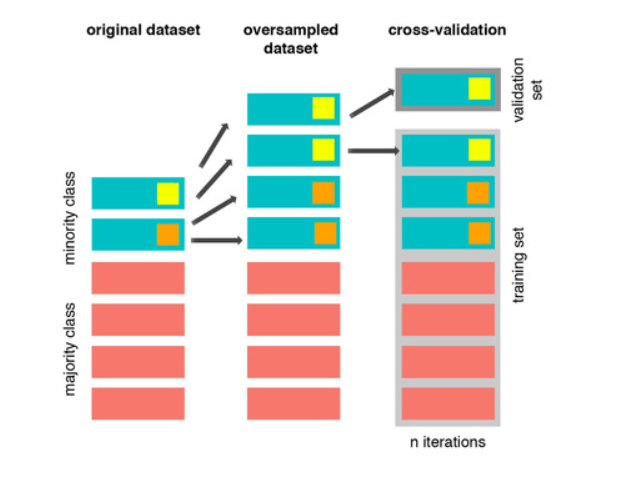 original dataset
oversampled
dataset
cross-validation
validation
set
minority class
training set
majority class
n iterations